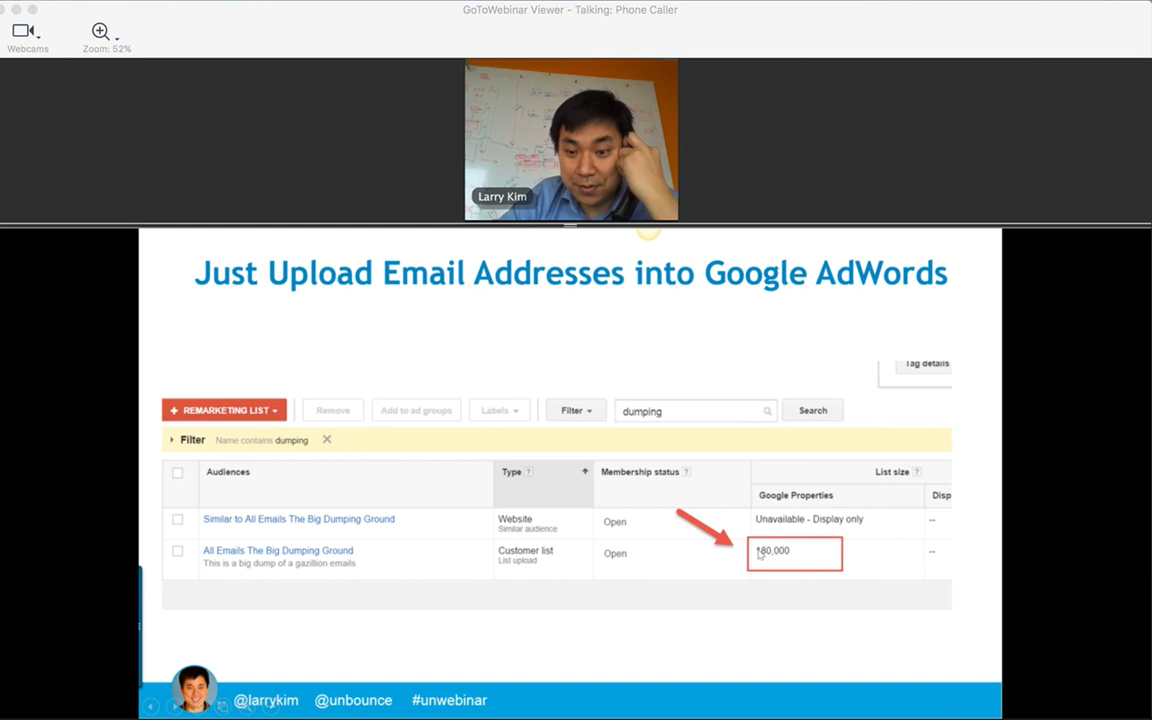 GoToWebinar Viewer - Talking: Phone Caller
Webcams
Zoom: 52%
Larry Kim
Just Upload Email Addresses into Google AdWords
Tag details
+ REMARKETING LIST
Remove
Add to ad groups
Labels
Filter
dumping
Search
Filter Name contains dumping
Audiences
Type ?
Membership status ?
List size ?
Google Properties
Disp
Similar to All Emails The Big Dumping Ground
Website
Similar audience
Open
Unavailable - Display only
--
All Emails The Big Dumping Ground
This is a big dump of a gazillion emails
Customer list
List upload
Open
180,000
--
@larrykim @unbounce #unwebinar